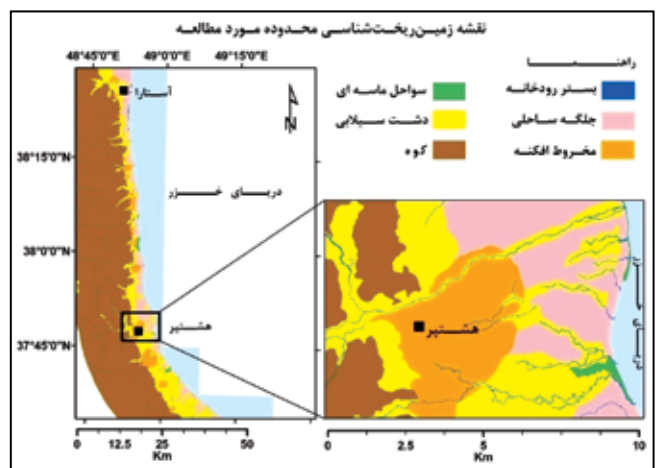 نقشه زمین‌ریخت‌شناسی محدوده مورد مطالعه
48°45'0"E 49°0'0"E 49°15'0"E
راهنما
بستر رودخانه
سواحل ماسه ای
جلگه ساحلی
دشت سیلابی
مخروط افکنه
کوه
آستارا
38°15'0"N
دریای خزر
38°0'0"N
هشتپر
37°45'0"N
هشتپر
دریای خزر
0 12.5 25 50
Km
0 2.5 5 10
Km